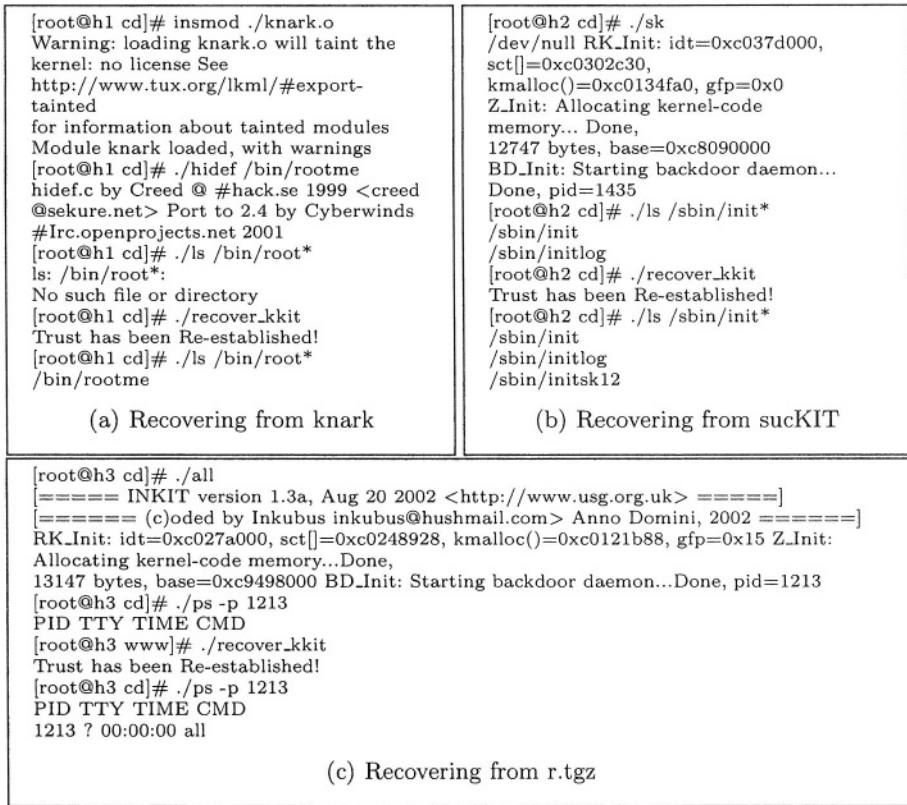 [root@h1 cd]# insmod ./knark.o
Warning: loading knark.o will taint the
kernel: no license See
http://www.tux.org/lkml/#export-
tainted
for information about tainted modules
Module knark loaded, with warnings
[root@h1 cd]# ./hidef /bin/rootme
hidef.c by Creed @ #hack.se 1999 <creed
@sekure.net> Port to 2.4 by Cyberwinds
#Irc.openprojects.net 2001
[root@h1 cd]# ./ls /bin/root*
ls: /bin/root*:
No such file or directory
[root@h1 cd]# ./recover_kkit
Trust has been Re-established!
[root@h1 cd]# ./ls /bin/root*
/bin/rootme
(a) Recovering from knark
[root@h2 cd]# ./sk
/dev/null RK_Init: idt=0xc037d000,
sct[]=0xc0302c30,
kmalloc()=0xc0134fa0, gfp=0x0
Z_Init: Allocating kernel-code
memory... Done,
12747 bytes, base=0xc8090000
BD_Init: Starting backdoor daemon...
Done, pid=1435
[root@h2 cd]# ./ls /sbin/init*
/sbin/init
/sbin/initlog
[root@h2 cd]# ./recover_kkit
Trust has been Re-established!
[root@h2 cd]# ./ls /sbin/init*
/sbin/init
/sbin/initlog
/sbin/initsk12
(b) Recovering from sucKIT
[root@h3 cd]# ./all
[===== INKIT version 1.3a, Aug 20 2002 <http://www.usg.org.uk> =====]
[====== (c)oded by Inkubus inkubus@hushmail.com> Anno Domini, 2002 ======]
RK_Init: idt=0xc027a000, sct[]=0xc0248928, kmalloc()=0xc0121b88, gfp=0x15 Z_Init:
Allocating kernel-code memory...Done,
13147 bytes, base=0xc9498000 BD_Init: Starting backdoor daemon...Done, pid=1213
[root@h3 cd]# ./ps -p 1213
PID TTY TIME CMD
[root@h3 www]# ./recover_kkit
Trust has been Re-established!
[root@h3 cd]# ./ps -p 1213
PID TTY TIME CMD
1213 ? 00:00:00 all
(c) Recovering from r.tgz